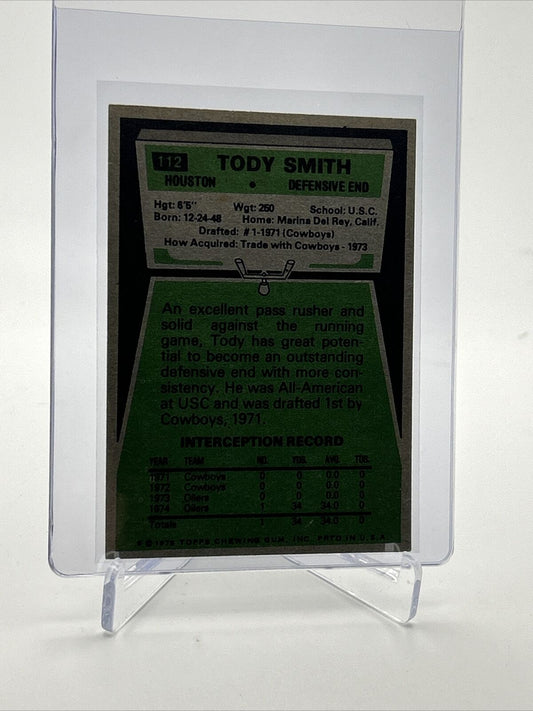 112
TODY SMITH
HOUSTON • DEFENSIVE END
Hgt: 6'5" Wgt: 250 School: U.S.C.
Born: 12-24-48 Home: Marina Del Rey, Calif.
Drafted: #1-1971 (Cowboys)
How Acquired: Trade with Cowboys - 1973
An excellent pass rusher and
solid against the running
game, Tody has great poten-
tial to become an outstanding
defensive end with more con-
sistency. He was All-American
at USC and was drafted 1st by
Cowboys, 1971.
INTERCEPTION RECORD
YEAR TEAM NO. YDS. AVG. TDS.
1971 Cowboys 0 0 0.0 0
1972 Cowboys 0 0 0.0 0
1973 Oilers 0 0 0.0 0
1974 Oilers 1 34 34.0 0
Totals 1 34 34.0 0
© 1975 TOPPS CHEWING GUM, INC. PRTD IN U.S.A.